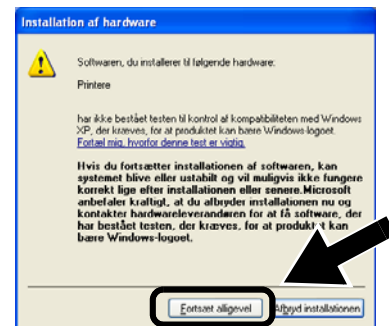 Installation af hardware
Softwaren, du installerer til følgende hardware:
Printere
har ikke bestået testen til kontrol af kompatibiliteten med Windows
XP, der kræves, for at produktet kan bære Windows-logoet.
Fortæl mig, hvorfor denne test er vigtig.
Hvis du fortsætter installationen af softwaren, kan
systemet blive eller ustabilt og vil muligvis ikke fungere
korrekt lige efter installationen eller senere.Microsoft
anbefaler kraftigt, at du afbryder installationen nu og
kontakter hardwareleverandøren for at få software, der
har bestået testen, der kræves, for at produktet kan
bære Windows-logoet.
Fortsæt alligevel
Afbryd installationen